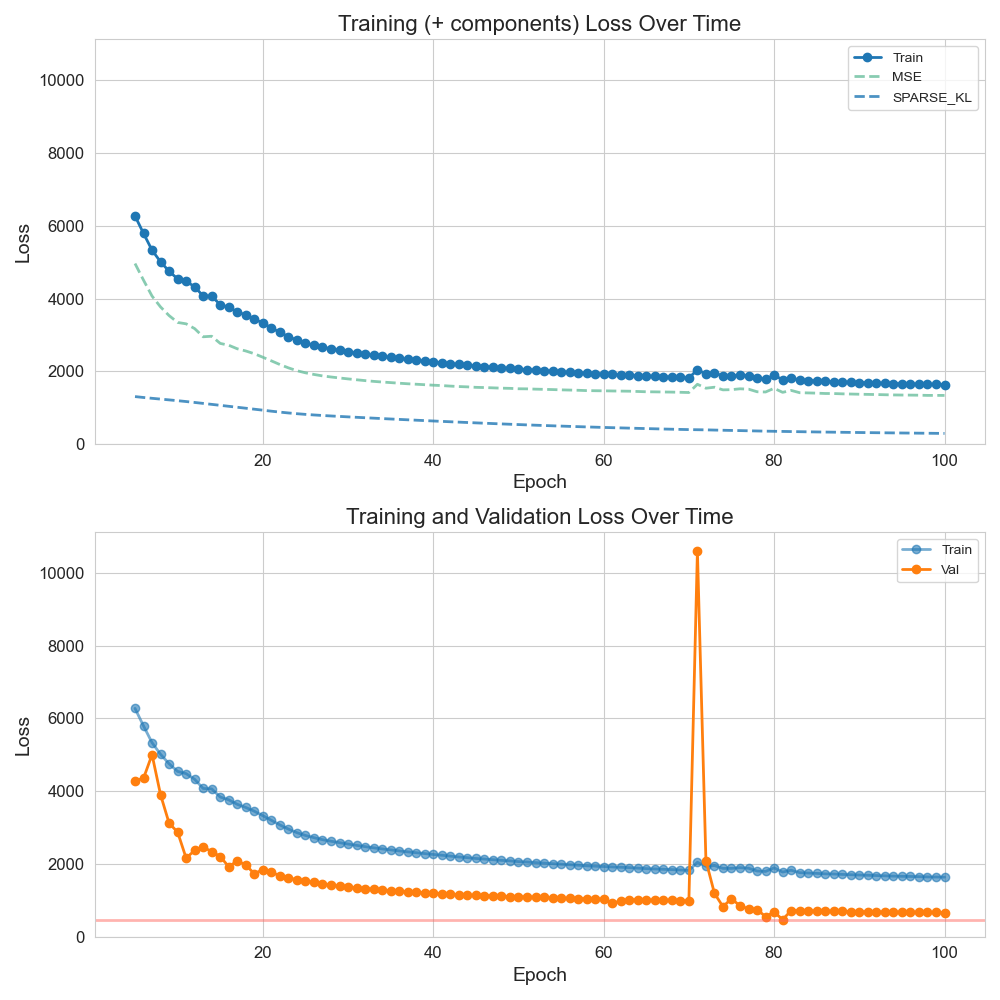 Training (+ components) Loss Over Time
10000
8000
6000
4000
2000
0
Loss
Train
MSE
SPARSE_KL
20 40 60 80 100
Epoch
Training and Validation Loss Over Time
10000
8000
6000
4000
2000
0
Loss
Train
Val
20 40 60 80 100
Epoch